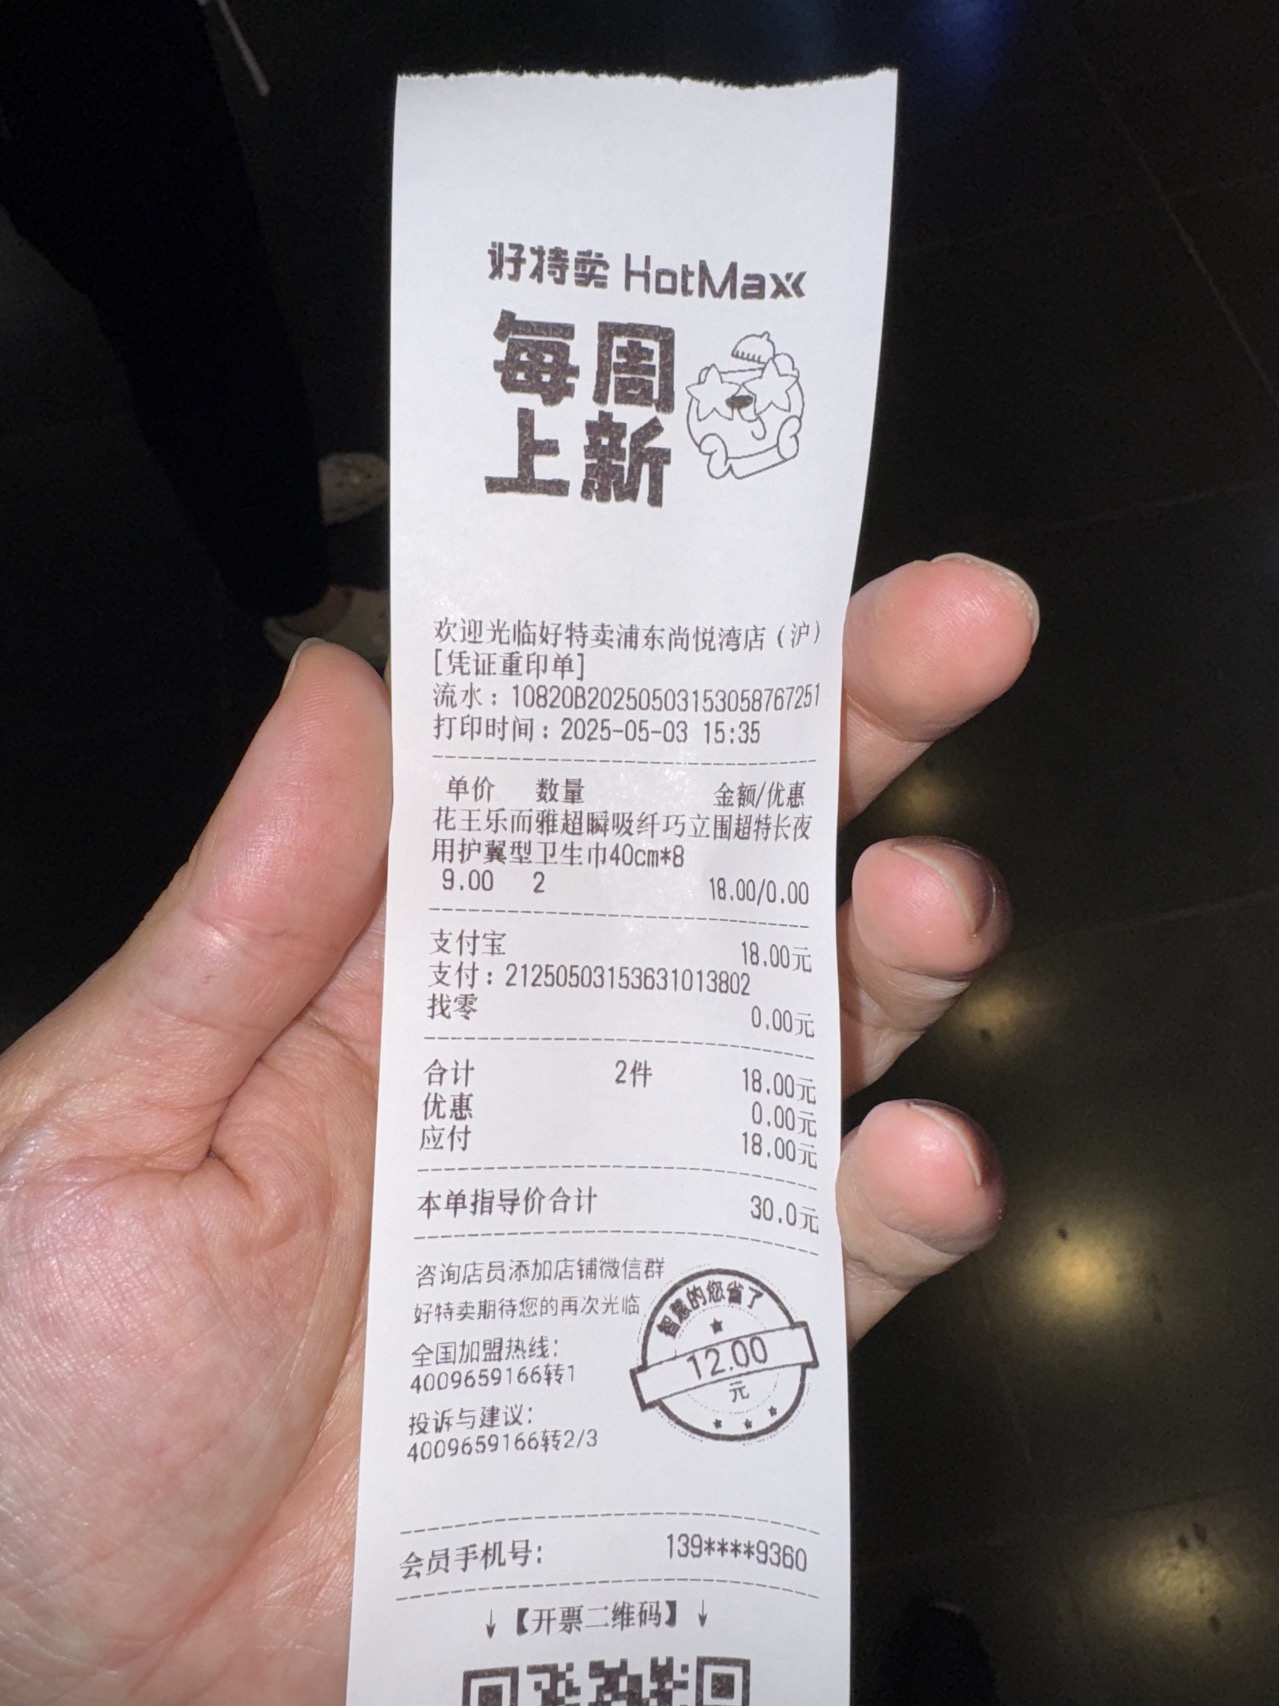 好特卖 HotMaxx
每周
上新
欢迎光临好特卖浦东尚悦湾店（沪）
[凭证重印单]
流水：10820B20250503153058767251
打印时间：2025-05-03 15:35
单价 数量 金额/优惠
花王乐而雅超瞬吸纤巧立围超特长夜
用护翼型卫生巾40cm*8
9.00 2 18.00/0.00
支付宝 18.00元
支付：21250503153631013802
找零 0.00元
合计 2件 18.00元
优惠 0.00元
应付 18.00元
本单指导价合计 30.0元
咨询店员添加店铺微信群
好特卖期待您的再次光临
全国加盟热线：
4009659166转1
投诉与建议：
4009659166转2/3
智慧的您省了
12.00
元
会员手机号： 139****9360
↓【开票二维码】↓